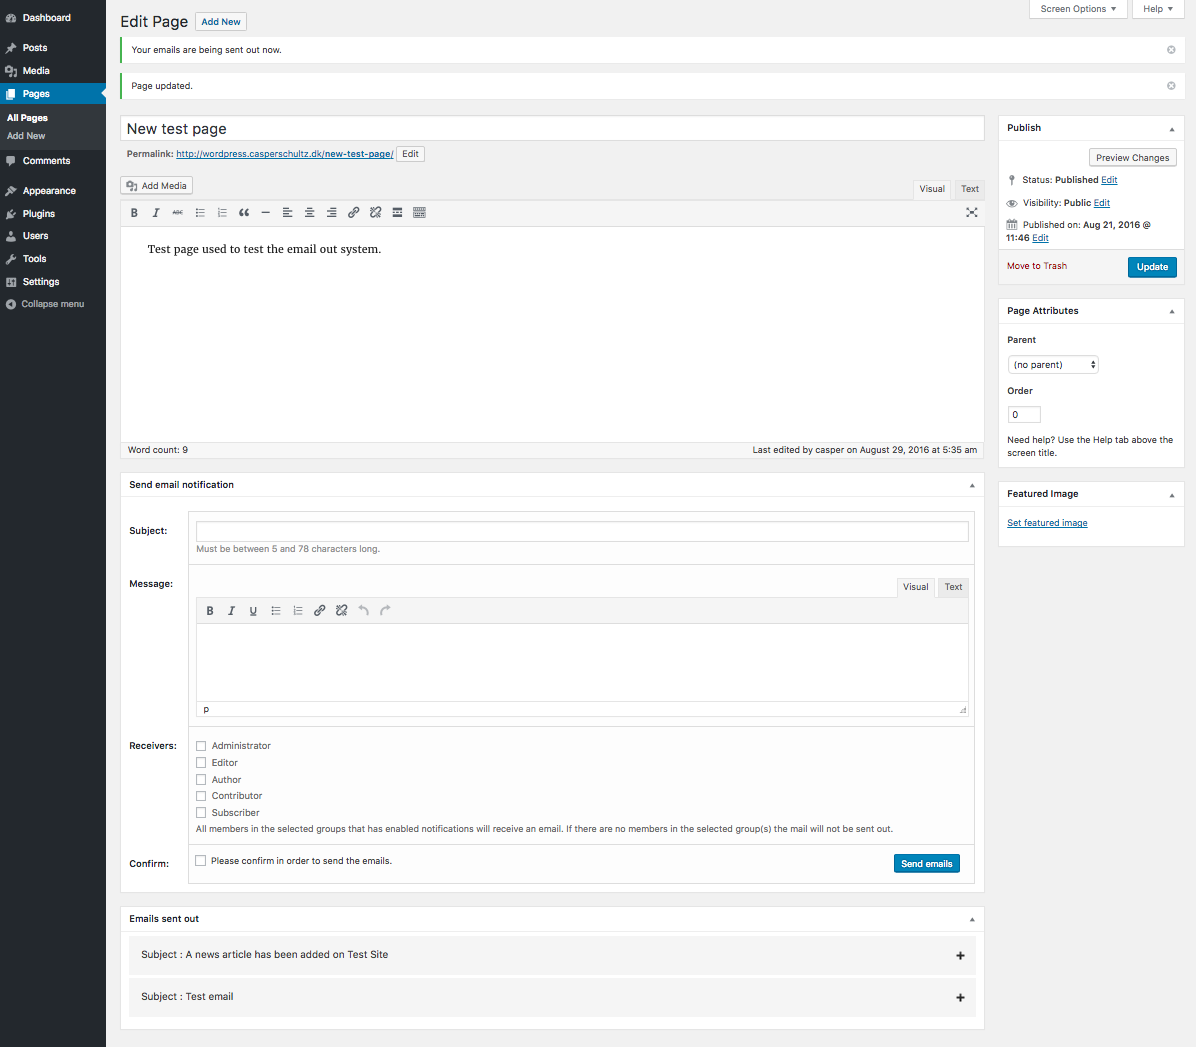 Dashboard
Posts
Media
Pages
All Pages
Add New
Comments
Appearance
Plugins
Users
Tools
Settings
Collapse menu
Screen Options
Help
Edit Page
Add New
Your emails are being sent out now.
Page updated.
New test page
Permalink: http://wordpress.casperschultz.dk/new-test-page/ Edit
Add Media
Visual
Text
B I ABC
Test page used to test the email out system.
Word count: 9
Last edited by casper on August 29, 2016 at 5:35 am
Send email notification
Subject:
Must be between 5 and 78 characters long.
Message:
Visual
Text
B I U
p
Receivers:
Administrator
Editor
Author
Contributor
Subscriber
All members in the selected groups that has enabled notifications will receive an email. If there are no members in the selected group(s) the mail will not be sent out.
Confirm:
Please confirm in order to send the emails.
Send emails
Emails sent out
Subject : A news article has been added on Test Site
Subject : Test email
Publish
Preview Changes
Status: Published Edit
Visibility: Public Edit
Published on: Aug 21, 2016 @
11:46 Edit
Move to Trash
Update
Page Attributes
Parent
(no parent)
Order
0
Need help? Use the Help tab above the
screen title.
Featured Image
Set featured image